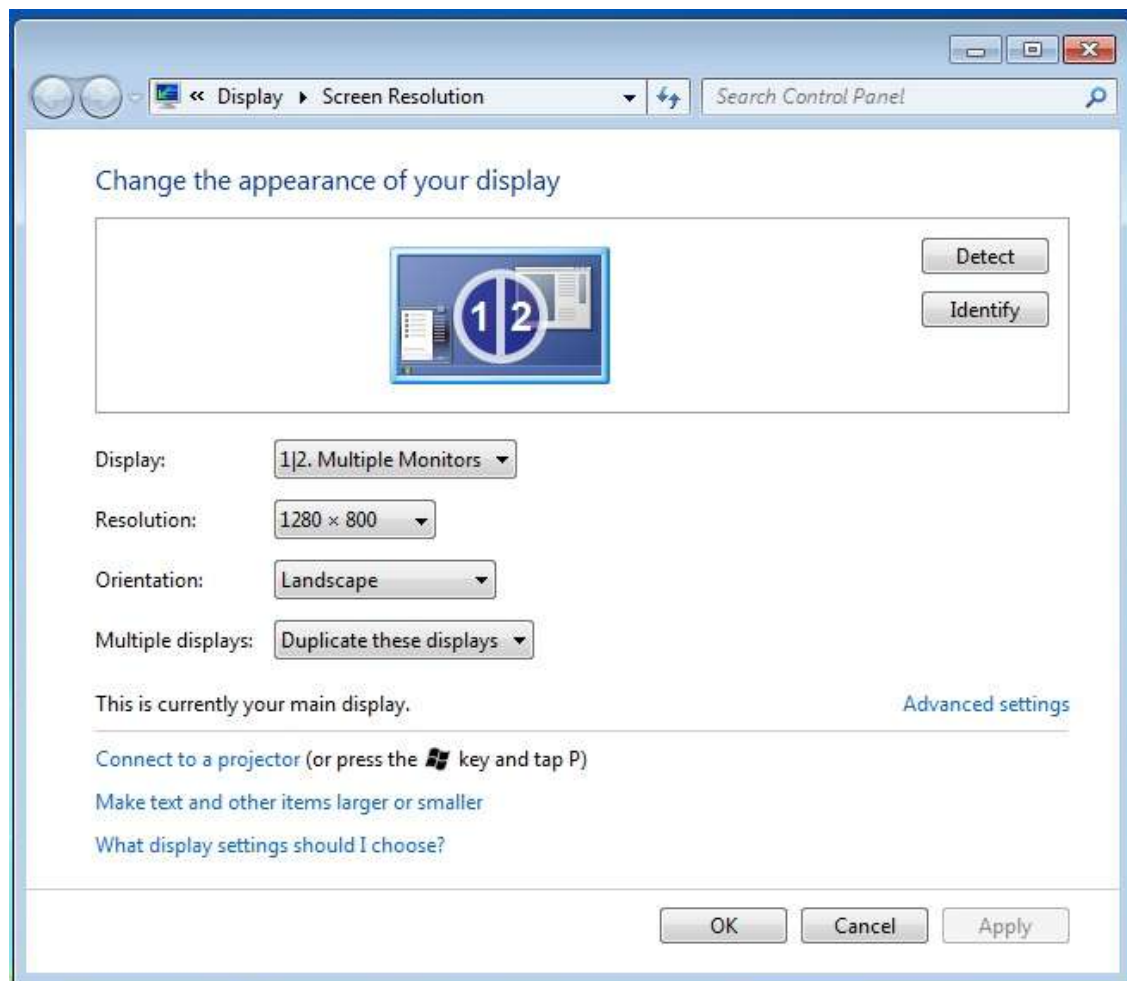 « Display ▸ Screen Resolution
Search Control Panel
Change the appearance of your display
1|2
Detect
Identify
Display: 1|2. Multiple Monitors
Resolution: 1280 × 800
Orientation: Landscape
Multiple displays: Duplicate these displays
This is currently your main display. Advanced settings
Connect to a projector (or press the key and tap P)
Make text and other items larger or smaller
What display settings should I choose?
OK Cancel Apply